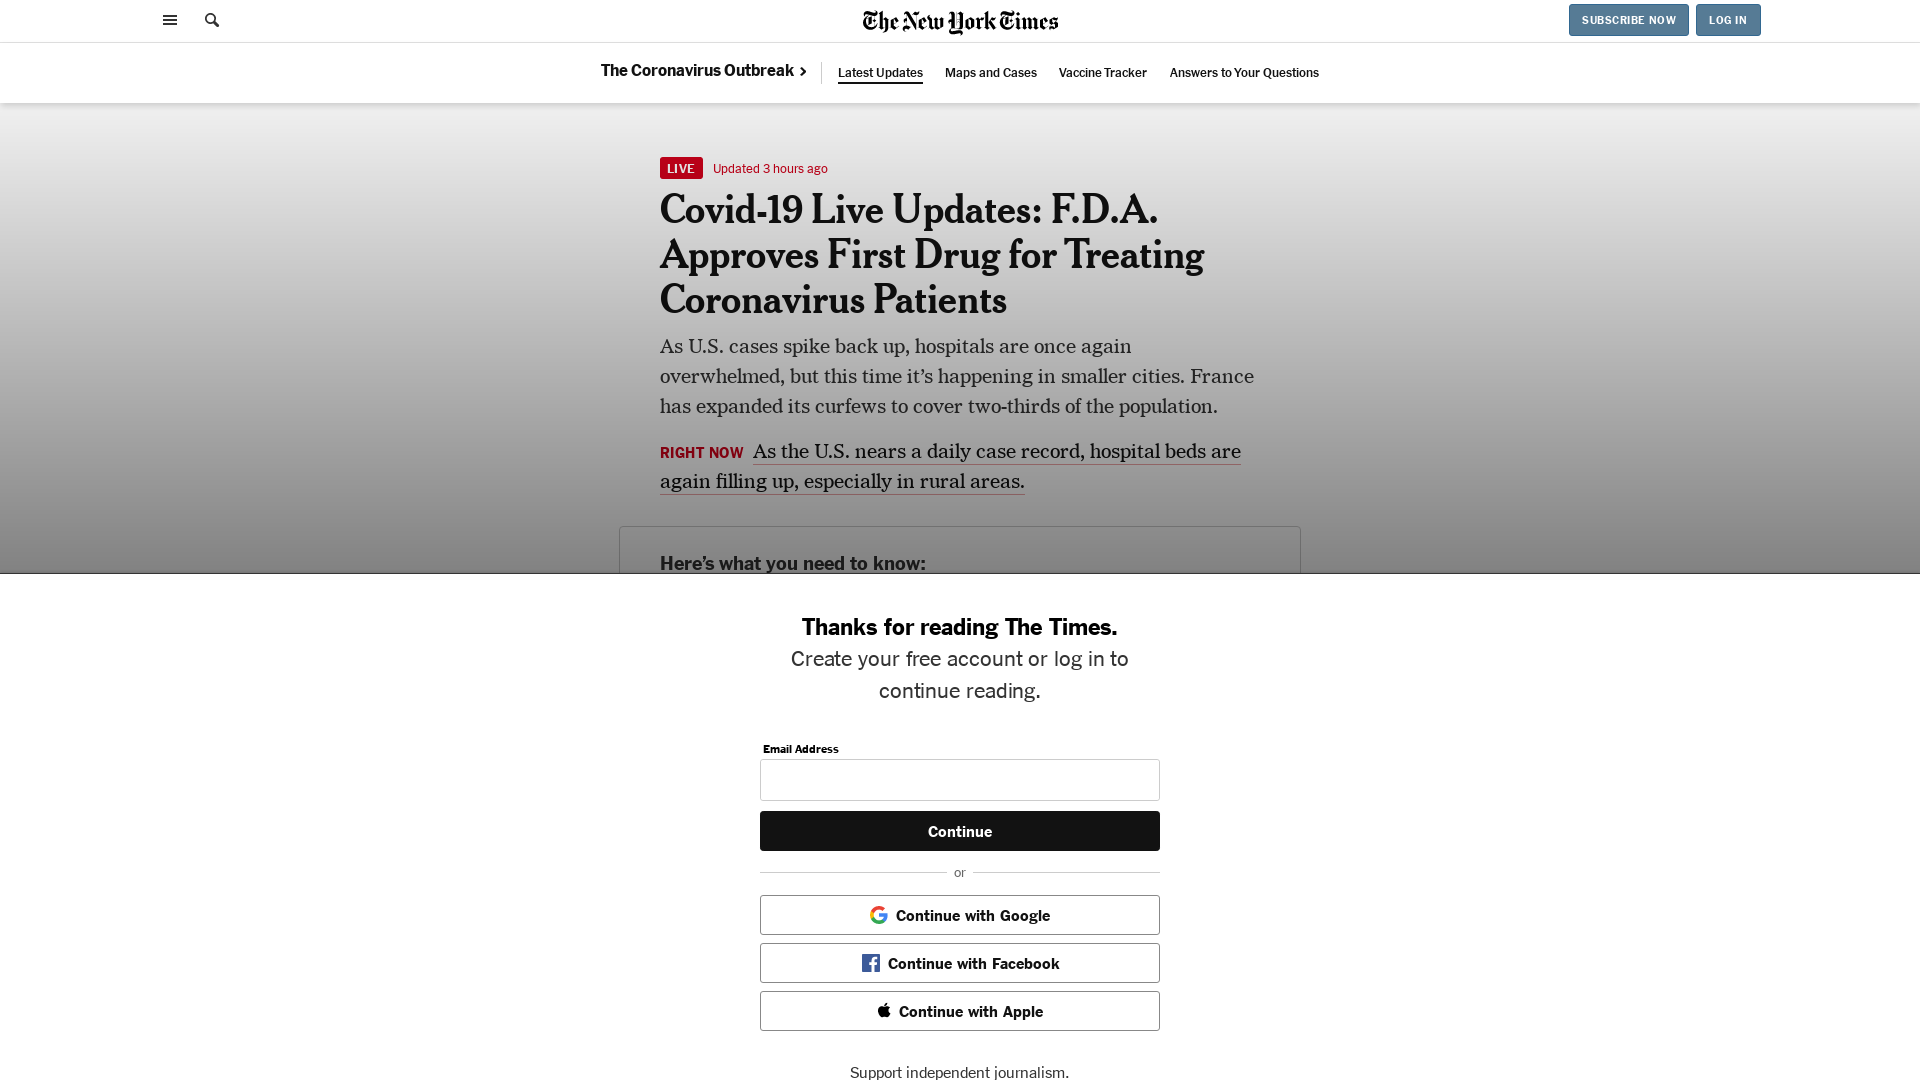 The New York Times
SUBSCRIBE NOW
LOG IN
The Coronavirus Outbreak
Latest Updates
Maps and Cases
Vaccine Tracker
Answers to Your Questions
LIVE
Updated 3 hours ago
Covid-19 Live Updates: F.D.A.
Approves First Drug for Treating
Coronavirus Patients
As U.S. cases spike back up, hospitals are once again
overwhelmed, but this time it’s happening in smaller cities. France
has expanded its curfews to cover two-thirds of the population.
RIGHT NOW As the U.S. nears a daily case record, hospital beds are
again filling up, especially in rural areas.
Here’s what you need to know:
Thanks for reading The Times.
Create your free account or log in to
continue reading.
Email Address
Continue
or
Continue with Google
Continue with Facebook
Continue with Apple
Support independent journalism.